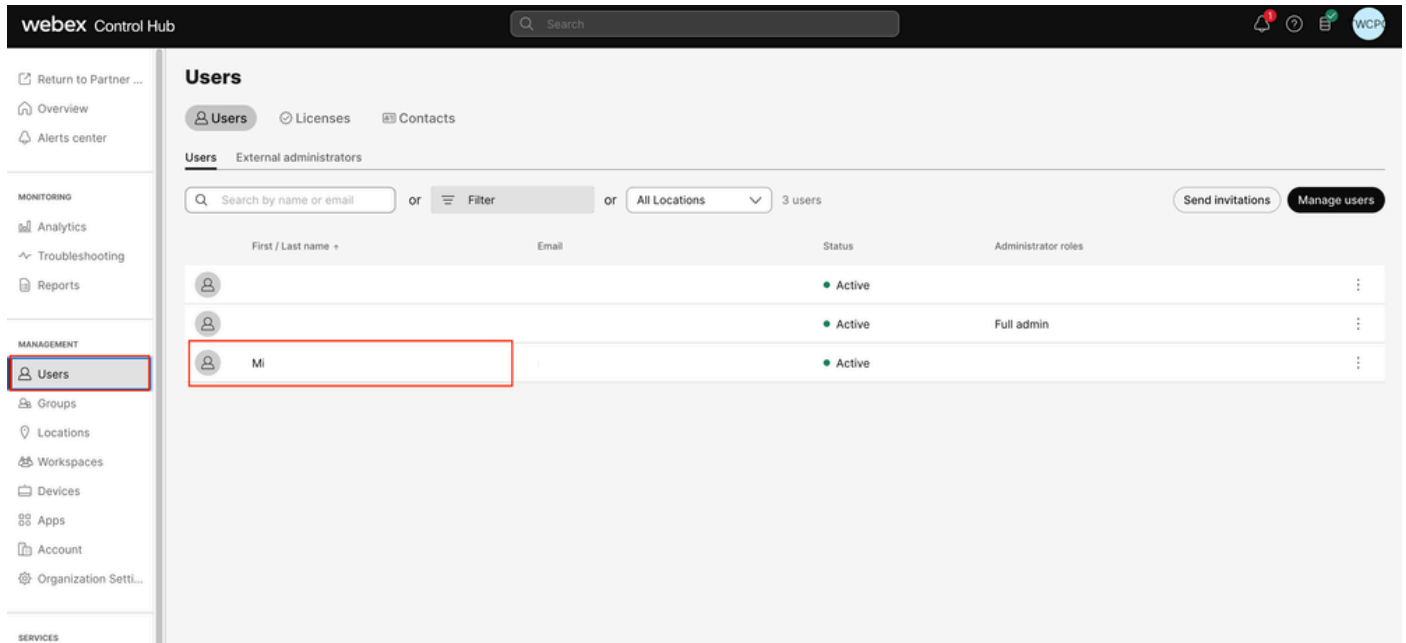 webex Control Hub
Search
1
WCPC
Return to Partner ...
Overview
Alerts center
MONITORING
Analytics
Troubleshooting
Reports
MANAGEMENT
Users
Groups
Locations
Workspaces
Devices
Apps
Account
Organization Setti...
SERVICES
Users
Users Licenses Contacts
Users External administrators
Search by name or email or Filter or All Locations 3 users Send invitations Manage users
First / Last name ↑ Email Status Administrator roles
Active
Active Full admin
Mi Active